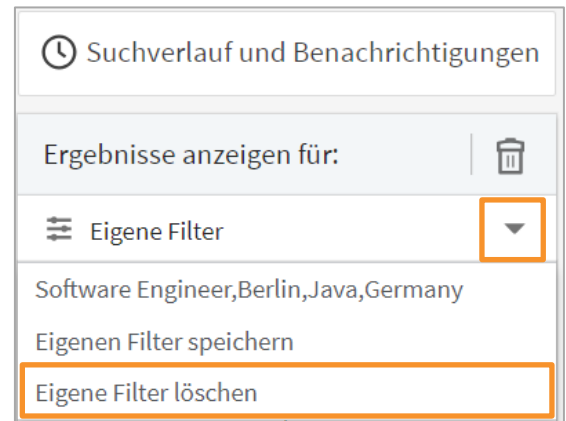 Suchverlauf und Benachrichtigungen
Ergebnisse anzeigen für:
Eigene Filter
Software Engineer,Berlin,Java,Germany
Eigenen Filter speichern
Eigene Filter löschen